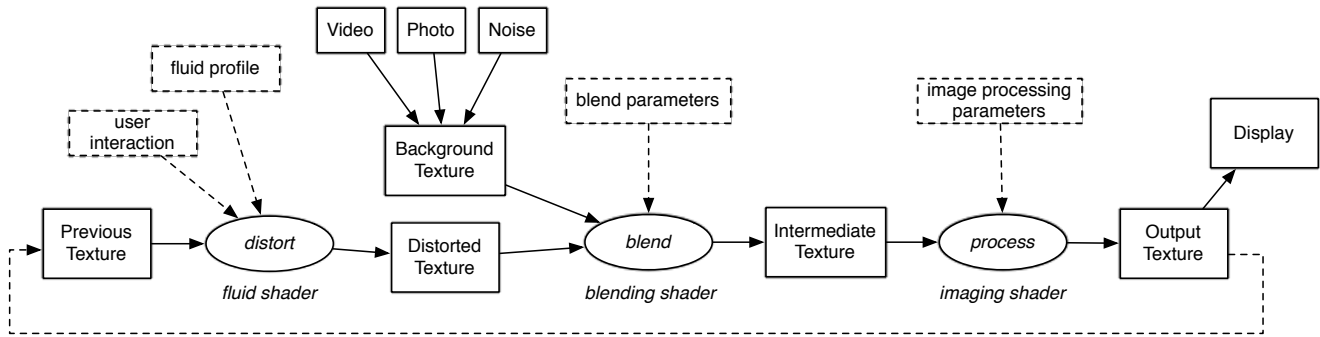 Video
Photo
Noise
fluid profile
user
interaction
blend parameters
image processing
parameters
Background
Texture
Display
Previous
Texture
distort
fluid shader
Distorted
Texture
blend
blending shader
Intermediate
Texture
process
imaging shader
Output
Texture